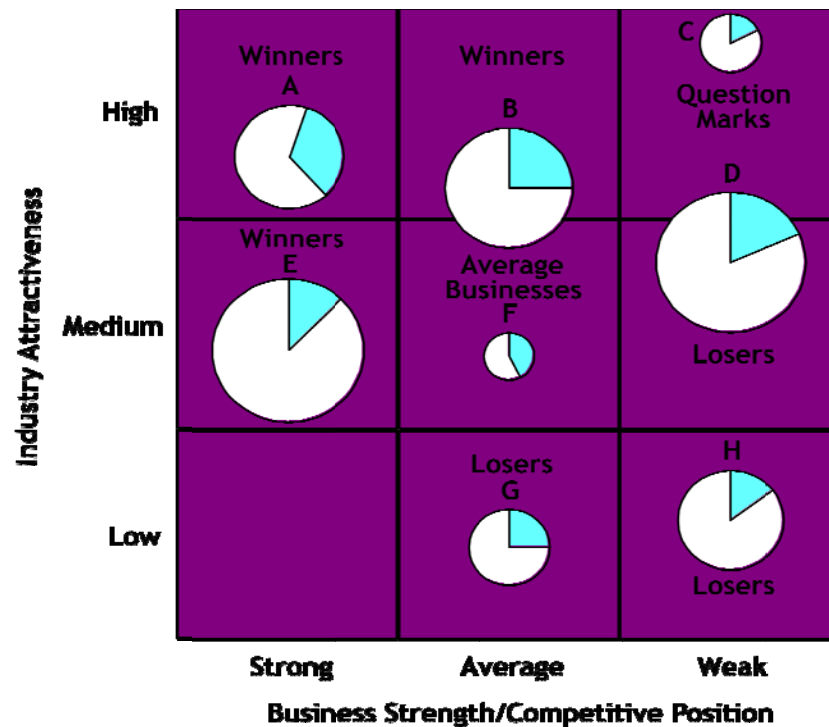 Winners
A
Winners
B
C
Question
Marks
D
High
Winners
E
Average
Businesses
F
Losers
Medium
Losers
G
H
Losers
Low
Strong
Average
Weak
Industry Attractiveness
Business Strength/Competitive Position